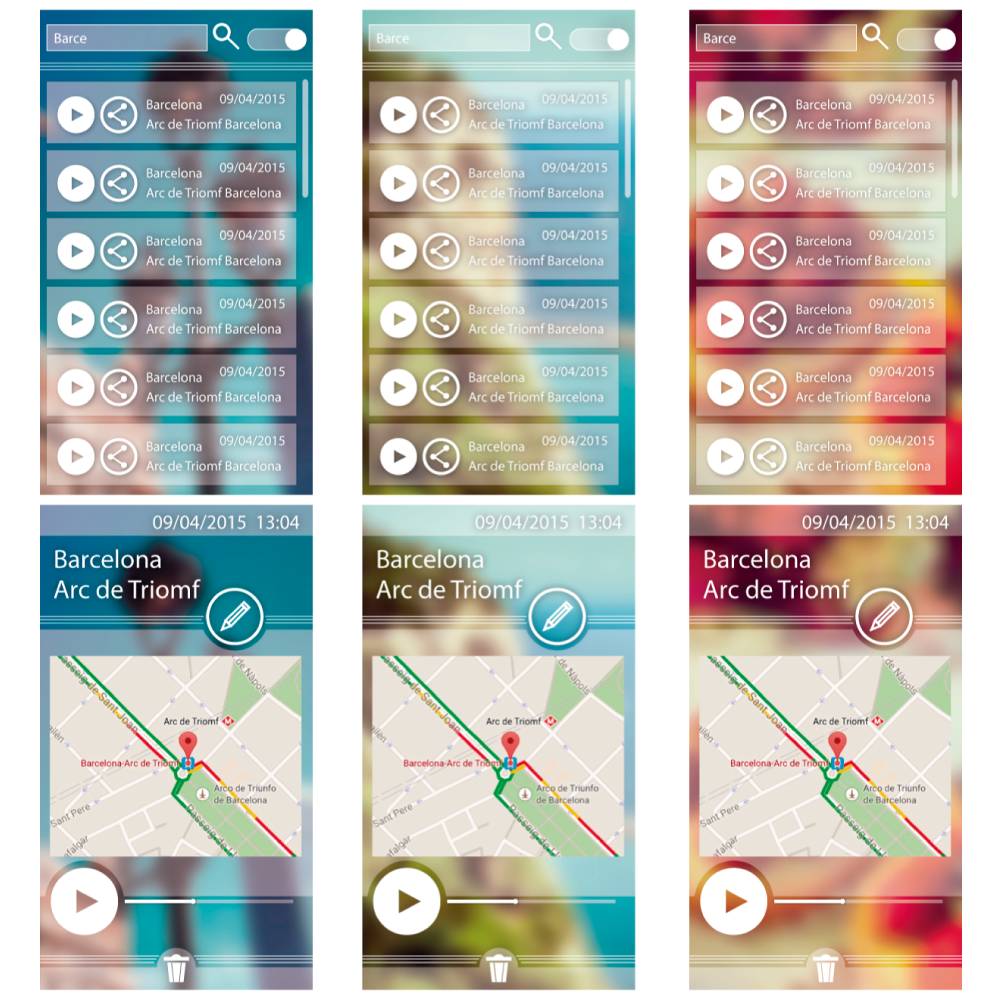 Barce
Barcelona 09/04/2015
Arc de Triomf Barcelona
Barcelona 09/04/2015
Arc de Triomf Barcelona
Barcelona 09/04/2015
Arc de Triomf Barcelona
Barcelona 09/04/2015
Arc de Triomf Barcelona
Barcelona 09/04/2015
Arc de Triomf Barcelona
Barcelona 09/04/2015
Arc de Triomf Barcelona
Barce
Barcelona 09/04/2015
Arc de Triomf Barcelona
Barcelona 09/04/2015
Arc de Triomf Barcelona
Barcelona 09/04/2015
Arc de Triomf Barcelona
Barcelona 09/04/2015
Arc de Triomf Barcelona
Barcelona 09/04/2015
Arc de Triomf Barcelona
Barcelona 09/04/2015
Arc de Triomf Barcelona
Barce
Barcelona 09/04/2015
Arc de Triomf Barcelona
Barcelona 09/04/2015
Arc de Triomf Barcelona
Barcelona 09/04/2015
Arc de Triomf Barcelona
Barcelona 09/04/2015
Arc de Triomf Barcelona
Barcelona 09/04/2015
Arc de Triomf Barcelona
Barcelona 09/04/2015
Arc de Triomf Barcelona
09/04/2015 13:04
Barcelona
Arc de Triomf
de Nàpols
Passeig de Sant Joan
Arc de Triomf
ailèn
Barcelona-Arc de Triomf
Arco de Triunfo
de Barcelona
Sant Pere
Passeig de
afalgar
09/04/2015 13:04
Barcelona
Arc de Triomf
de Nàpols
Passeig de Sant Joan
Arc de Triomf
ailèn
Barcelona-Arc de Triomf
Arco de Triunfo
de Barcelona
Sant Pere
Passeig de
afalgar
09/04/2015 13:04
Barcelona
Arc de Triomf
de Nàpols
Passeig de Sant Joan
Arc de Triomf
ailèn
Barcelona-Arc de Triomf
Arco de Triunfo
de Barcelona
Sant Pere
Passeig de
afalgar